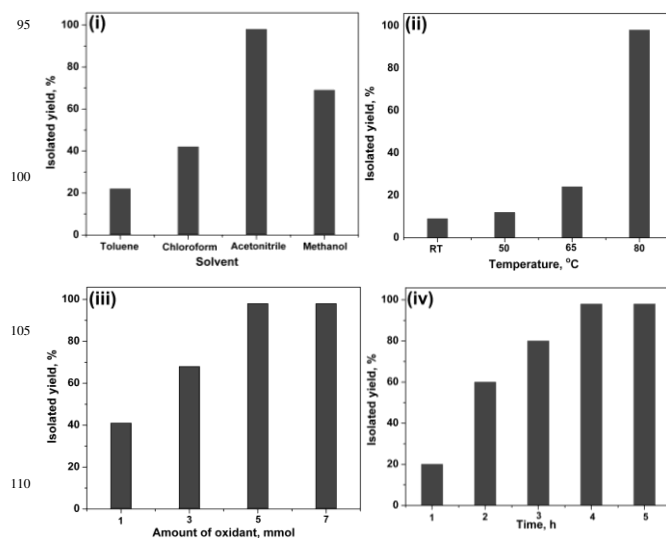 95
100
105
110
(i)
Isolated yield, %
100
80
60
40
20
0
Toluene Chloroform Acetonitrile Methanol
Solvent
(ii)
Isolated yield, %
100
80
60
40
20
0
RT 50 65 80
Temperature, °C
(iii)
Isolated yield, %
100
80
60
40
20
0
1 3 5 7
Amount of oxidant, mmol
(iv)
Isolated yield, %
100
80
60
40
20
0
1 2 3 4 5
Time, h